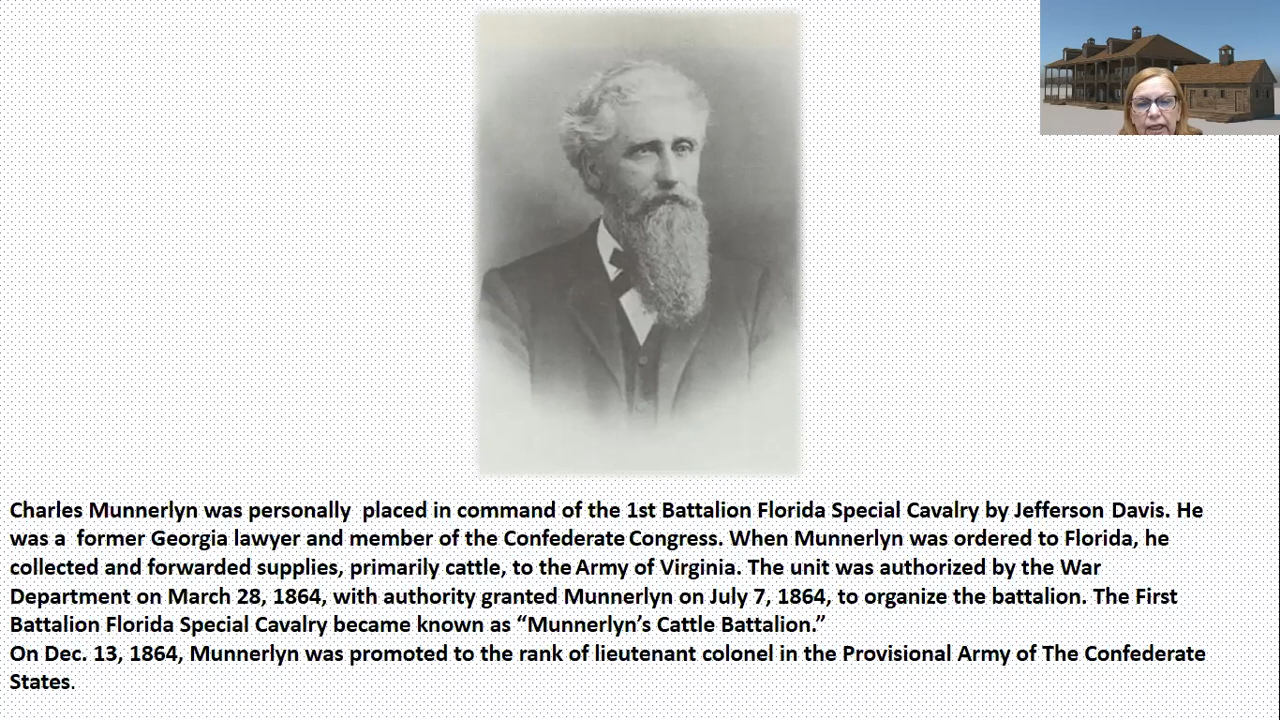 Charles Munnerlyn was personally placed in command of the 1st Battalion Florida Special Cavalry by Jefferson Davis. He
was a former Georgia lawyer and member of the Confederate Congress. When Munnerlyn was ordered to Florida, he
collected and forwarded supplies, primarily cattle, to the Army of Virginia. The unit was authorized by the War
Department on March 28, 1864, with authority granted Munnerlyn on July 7, 1864, to organize the battalion. The First
Battalion Florida Special Cavalry became known as “Munnerlyn’s Cattle Battalion.”
On Dec. 13, 1864, Munnerlyn was promoted to the rank of lieutenant colonel in the Provisional Army of The Confederate
States.